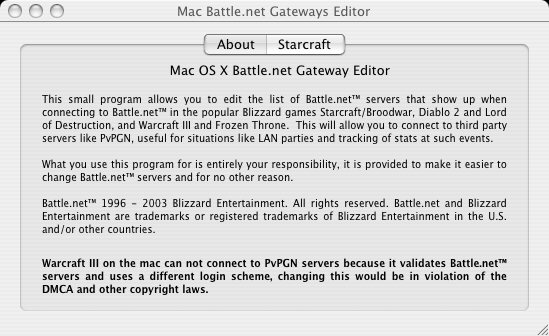 Mac Battle.net Gateways Editor
About Starcraft
Mac OS X Battle.net Gateway Editor
This small program allows you to edit the list of Battle.net™ servers that show up when
connecting to Battle.net™ in the popular Blizzard games Starcraft/Broodwar, Diablo 2 and Lord
of Destruction, and Warcraft III and Frozen Throne.  This will allow you to connect to third party
servers like PvPGN, useful for situations like LAN parties and tracking of stats at such events.
What you use this program for is entirely your responsibility, it is provided to make it easier to
change Battle.net™ servers and for no other reason.
Battle.net™ 1996 – 2003 Blizzard Entertainment. All rights reserved. Battle.net and Blizzard
Entertainment are trademarks or registered trademarks of Blizzard Entertainment in the U.S.
and/or other countries.
Warcraft III on the mac can not connect to PvPGN servers because it validates Battle.net™
servers and uses a different login scheme, changing this would be in violation of the
DMCA and other copyright laws.